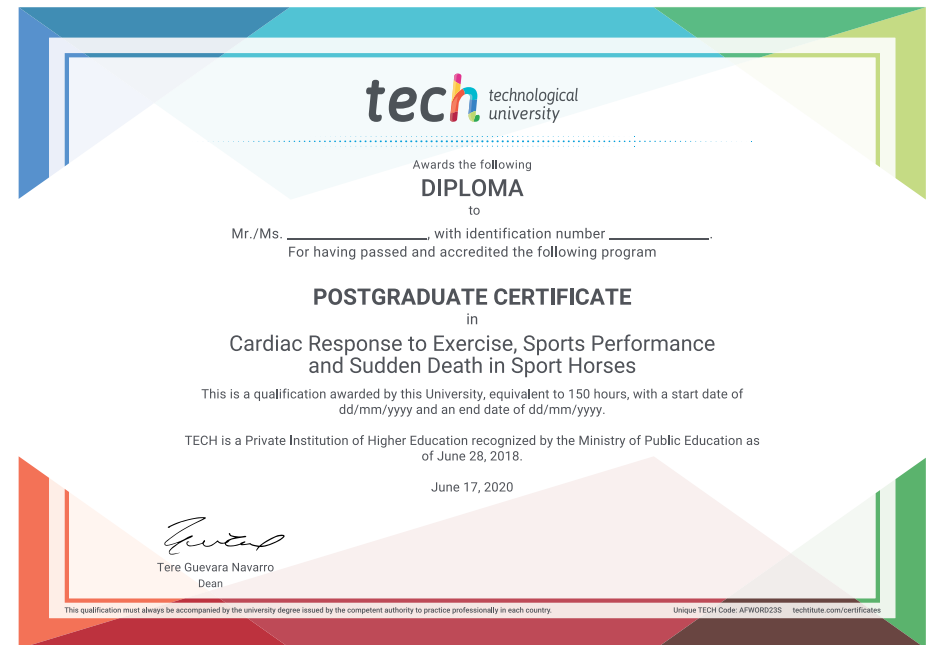 tech technological
university
Awards the following
DIPLOMA
to
Mr./Ms. ____________________, with identification number ______________.
For having passed and accredited the following program
POSTGRADUATE CERTIFICATE
in
Cardiac Response to Exercise, Sports Performance
and Sudden Death in Sport Horses
This is a qualification awarded by this University, equivalent to 150 hours, with a start date of
dd/mm/yyyy and an end date of dd/mm/yyyy.
TECH is a Private Institution of Higher Education recognized by the Ministry of Public Education as
of June 28, 2018.
June 17, 2020
Tere Guevara Navarro
Dean
This qualification must always be accompanied by the university degree issued by the competent authority to practice professionally in each country. Unique TECH Code: AFWORD23S techtitute.com/certificates